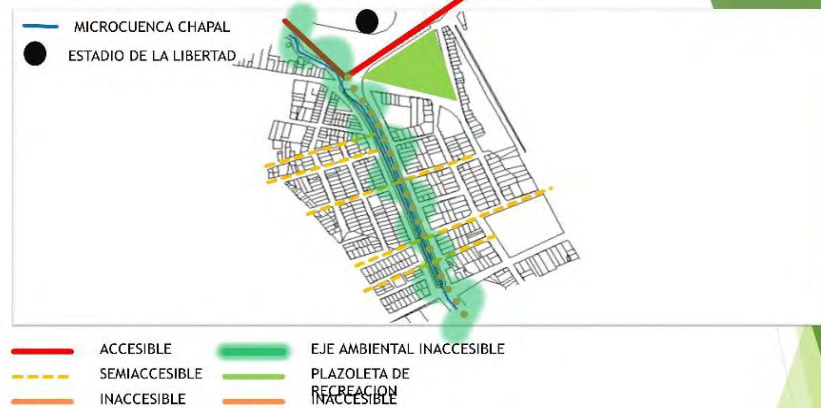 MICROCUENCA CHAPAL
ESTADIO DE LA LIBERTAD
ACCESIBLE
EJE AMBIENTAL INACCESIBLE
SEMIACCESIBLE
PLAZOLETA DE
RECREACION
INACCESIBLE
INACCESIBLE